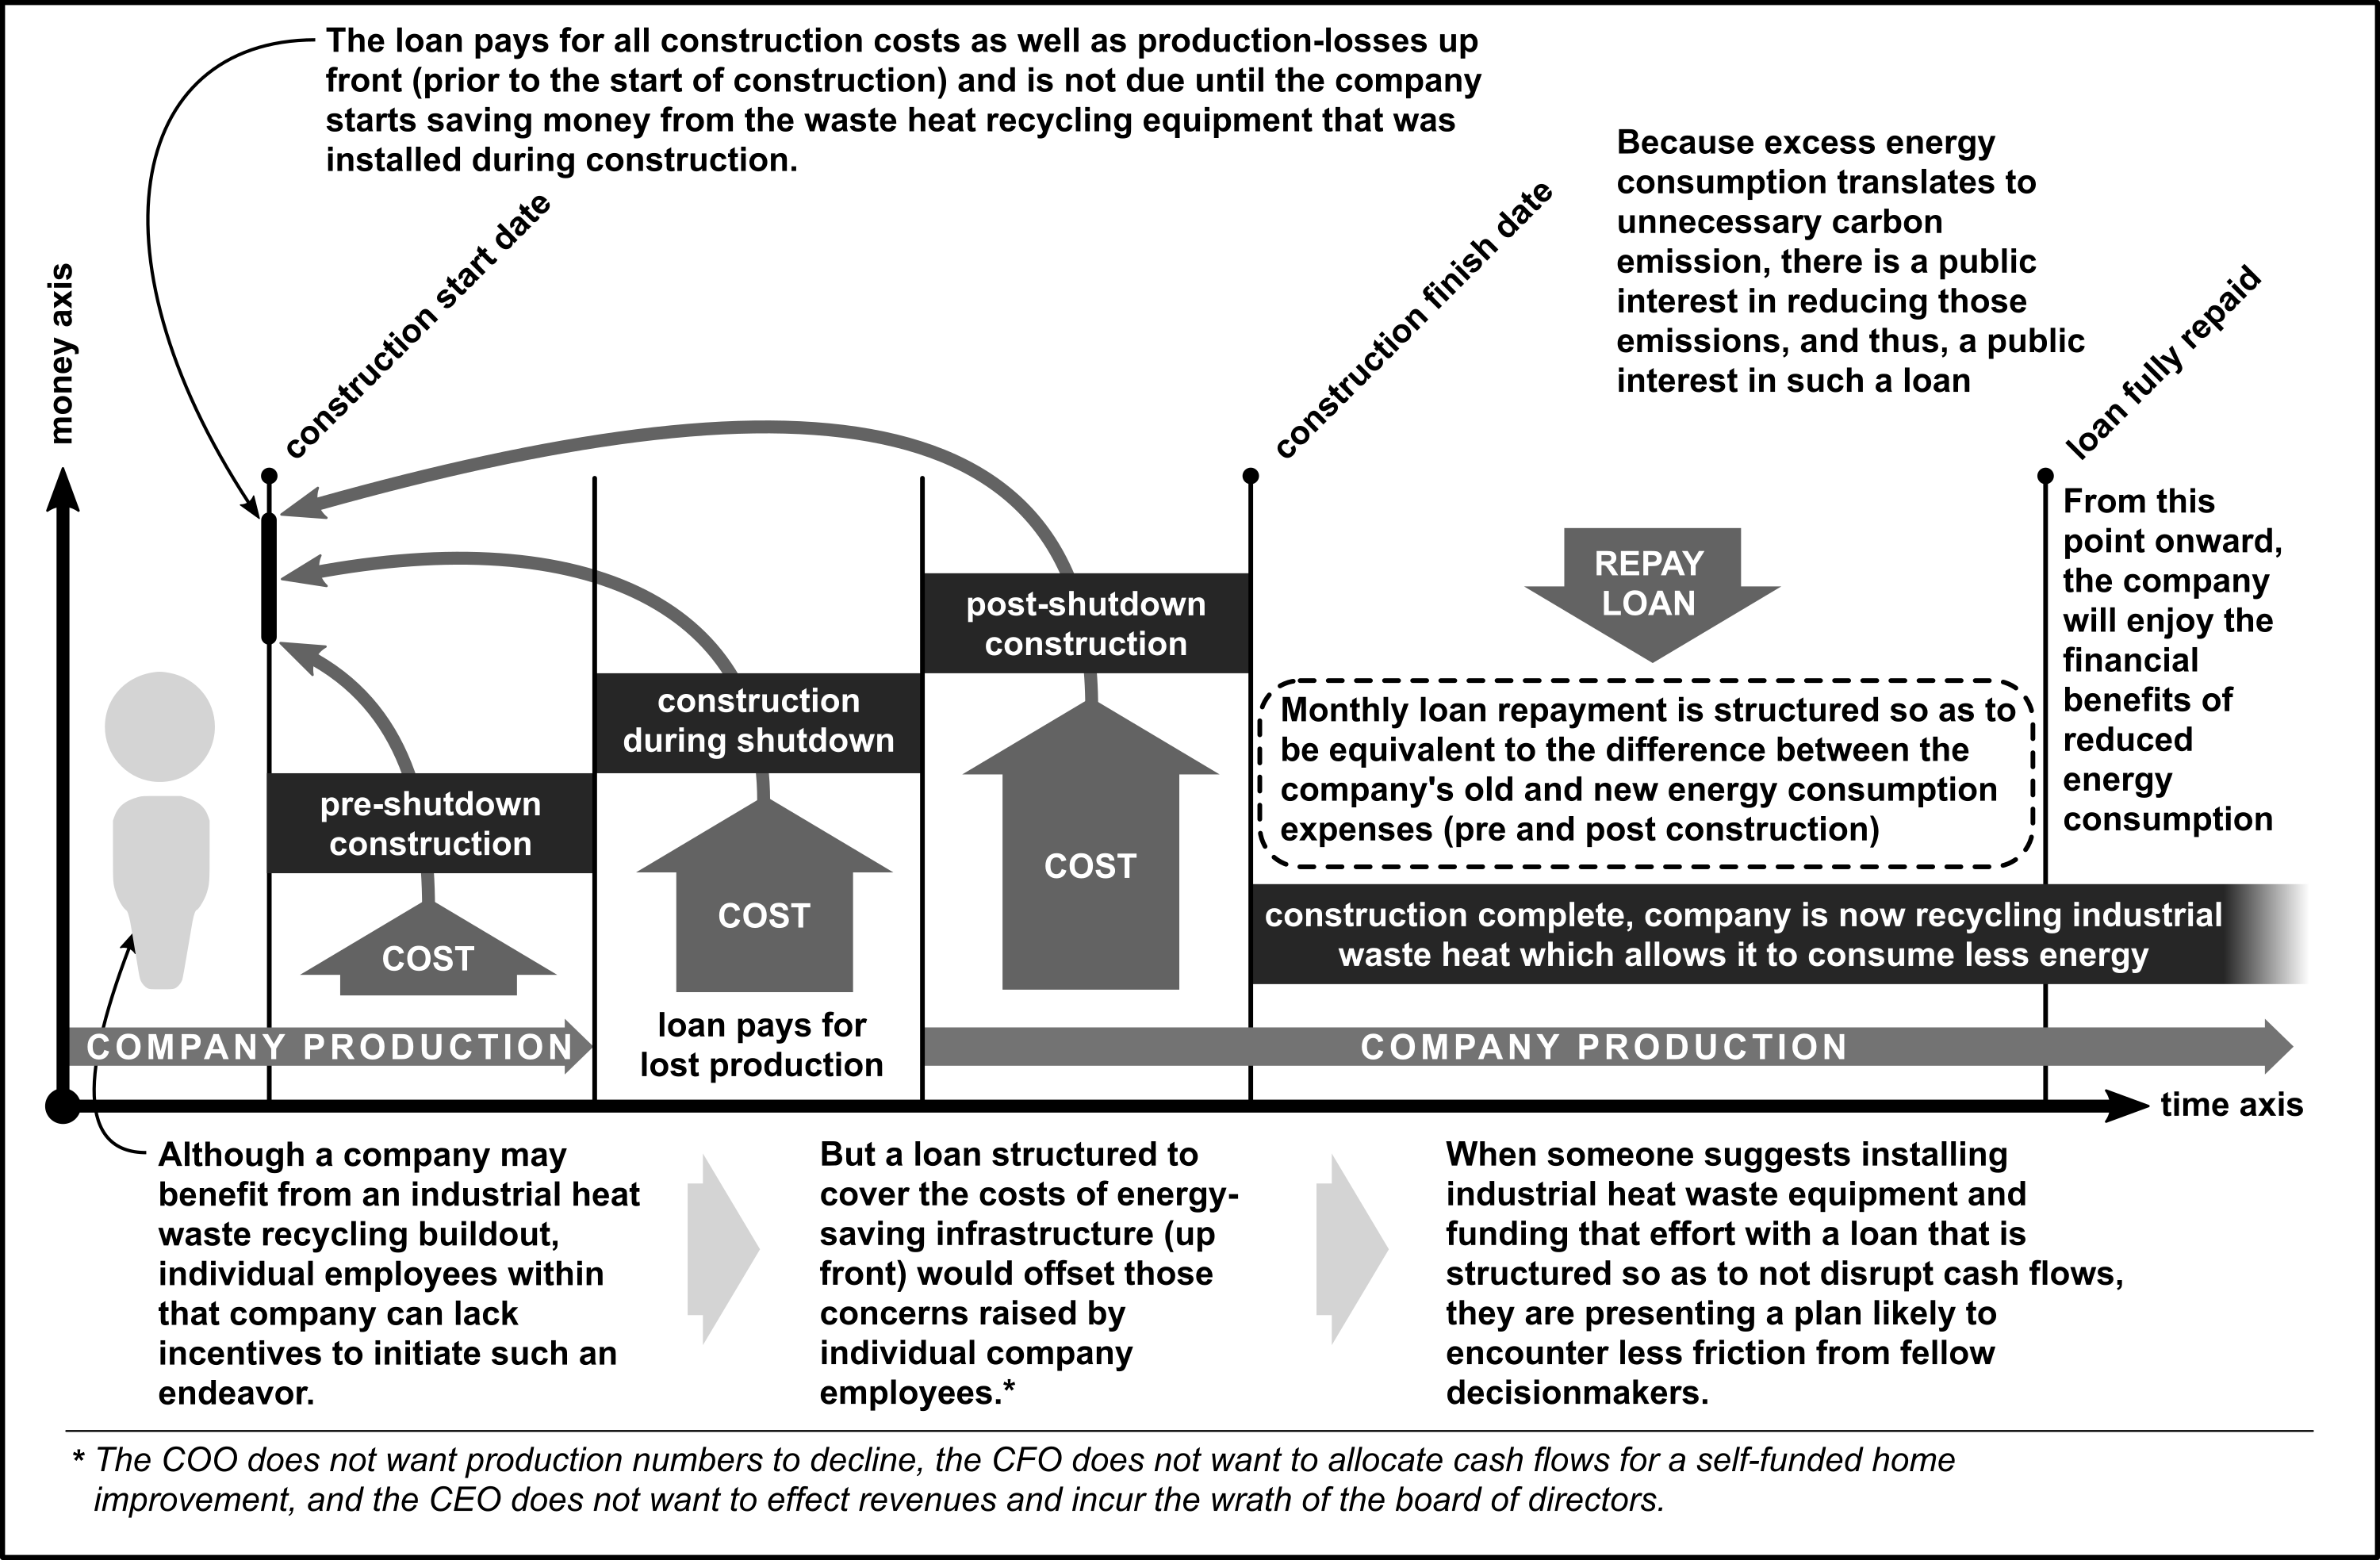 The loan pays for all construction costs as well as production-losses up
front (prior to the start of construction) and is not due until the company
starts saving money from the waste heat recycling equipment that was
installed during construction.
Because excess energy
consumption translates to
unnecessary carbon
emission, there is a public
interest in reducing those
emissions, and thus, a public
interest in such a loan
money axis
construction start date
construction finish date
loan fully repaid
From this
point onward,
the company
will enjoy the
financial
benefits of
reduced
energy
consumption
REPAY
LOAN
post-shutdown
construction
construction
during shutdown
pre-shutdown
construction
Monthly loan repayment is structured so as to
be equivalent to the difference between the
company's old and new energy consumption
expenses (pre and post construction)
COST
COST
COST
construction complete, company is now recycling industrial
waste heat which allows it to consume less energy
COMPANY PRODUCTION
loan pays for
lost production
COMPANY PRODUCTION
time axis
Although a company may
benefit from an industrial heat
waste recycling buildout,
individual employees within
that company can lack
incentives to initiate such an
endeavor.
But a loan structured to
cover the costs of energy-
saving infrastructure (up
front) would offset those
concerns raised by
individual company
employees.*
When someone suggests installing
industrial heat waste equipment and
funding that effort with a loan that is
structured so as to not disrupt cash flows,
they are presenting a plan likely to
encounter less friction from fellow
decisionmakers.
* The COO does not want production numbers to decline, the CFO does not want to allocate cash flows for a self-funded home
improvement, and the CEO does not want to effect revenues and incur the wrath of the board of directors.